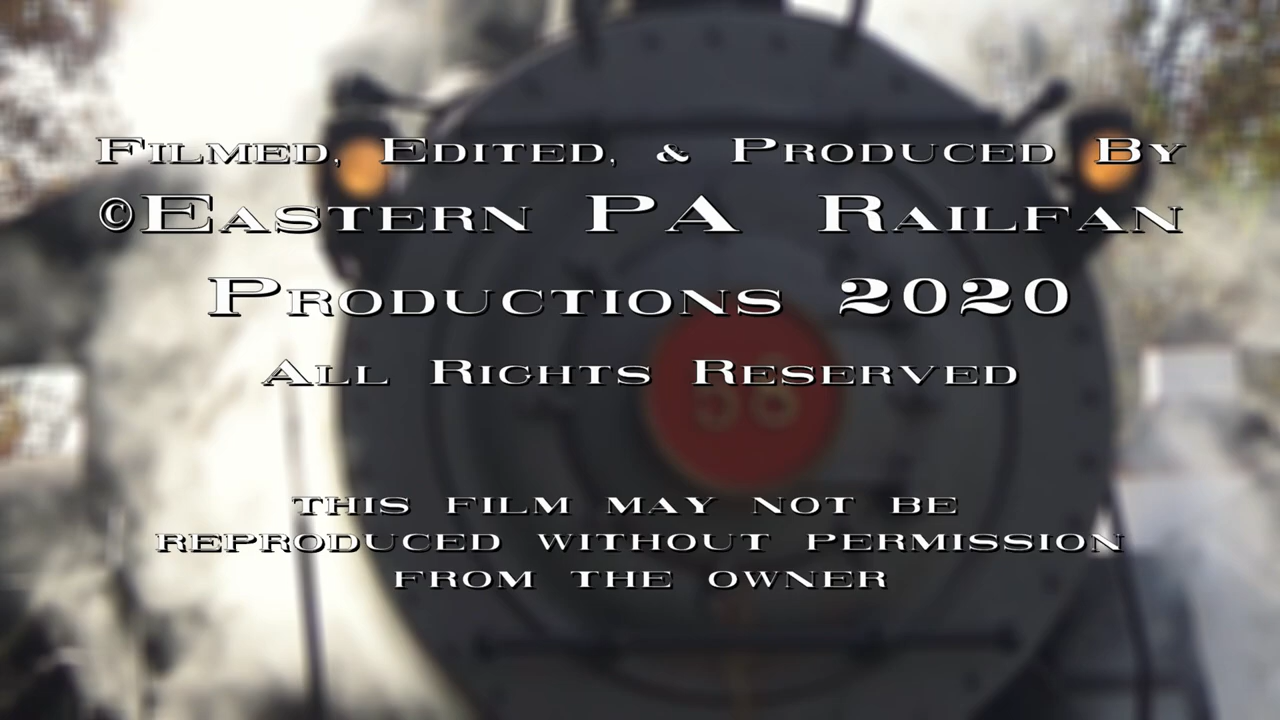 Filmed, Edited, & Produced By
©Eastern PA Railfan
Productions 2020
All Rights Reserved
58
THIS FILM MAY NOT BE
REPRODUCED WITHOUT PERMISSION
FROM THE OWNER